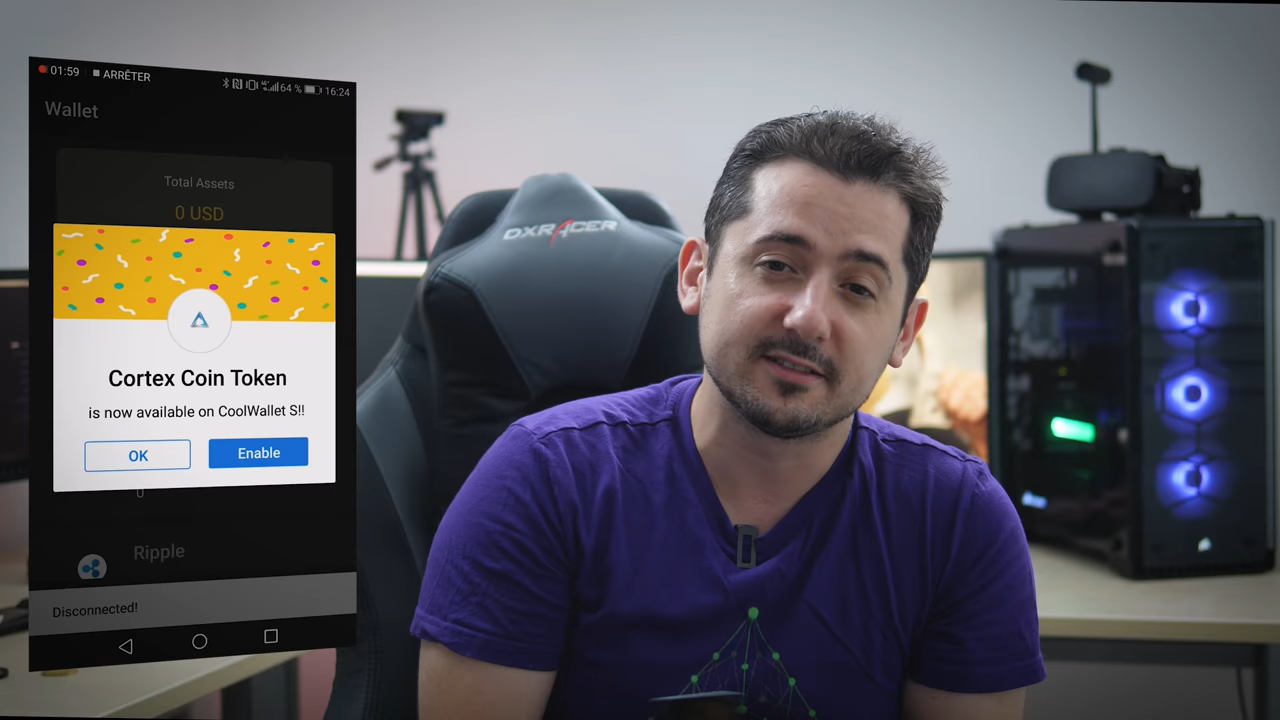 01:59 ARRÊTER 64 % 16:24
Wallet
Total Assets
0 USD
Cortex Coin Token
is now available on CoolWallet S!!
OK Enable
0
Ripple
Disconnected!
DXRACER